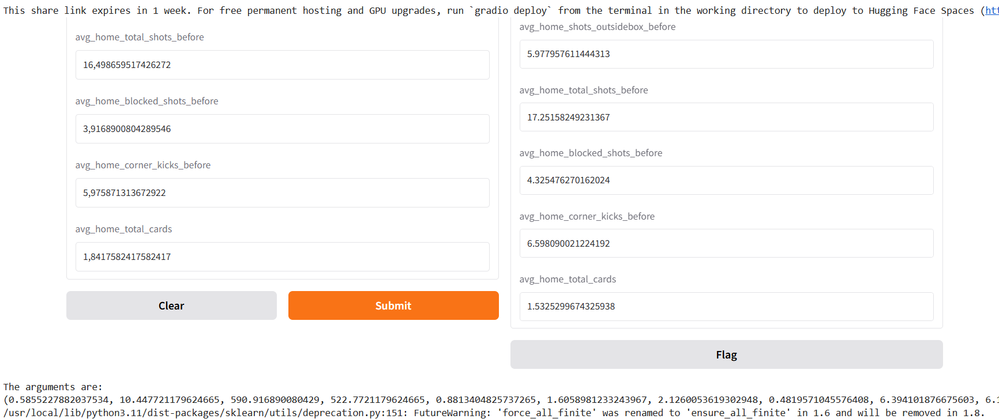 This share link expires in 1 week. For free permanent hosting and GPU upgrades, run `gradio deploy` from the terminal in the working directory to deploy to Hugging Face Spaces (
avg_home_total_shots_before
16,498659517426272
avg_home_blocked_shots_before
3,9168900804289546
avg_home_corner_kicks_before
5,975871313672922
avg_home_total_cards
1,8417582417582417
Clear
Submit
avg_home_shots_outsidebox_before
5.977957611444313
avg_home_total_shots_before
17.25158249231367
avg_home_blocked_shots_before
4.325476270162024
avg_home_corner_kicks_before
6.598090021224192
avg_home_total_cards
1.5325299674325938
Flag
The arguments are:
(0.5855227882037534, 10.447721179624665, 590.916890080429, 522.7721179624665, 0.8813404825737265, 1.6058981233243967, 2.1260053619302948, 0.4819571045576408, 6.394101876675603, 6.
/usr/local/lib/python3.11/dist-packages/sklearn/utils/deprecation.py:151: FutureWarning: 'force_all_finite' was renamed to 'ensure_all_finite' in 1.6 and will be removed in 1.8.